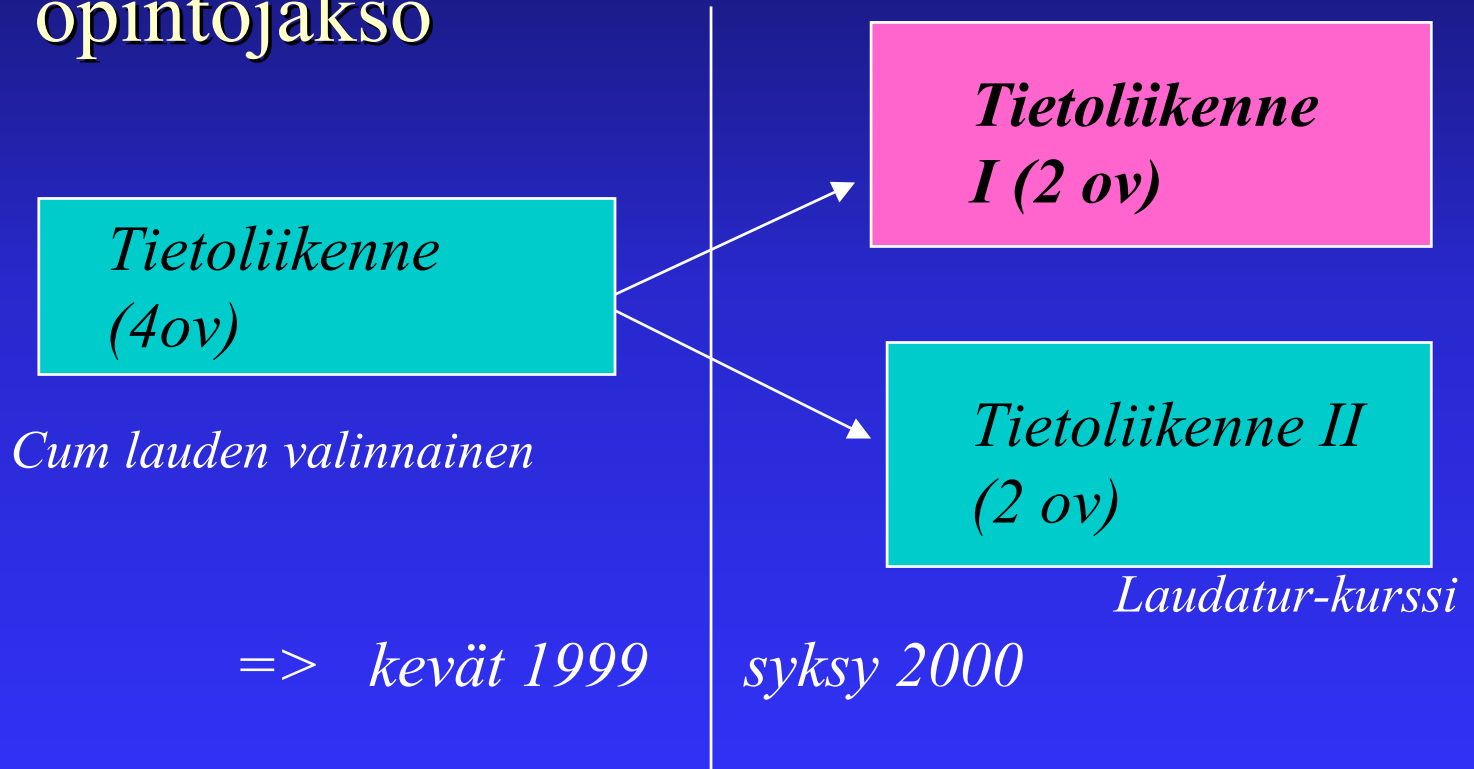 opintojakso
Tietoliikenne
(4ov)
Cum lauden valinnainen
Tietoliikenne
I (2 ov)
Tietoliikenne II
(2 ov)
Laudatur-kurssi
=> kevät 1999
syksy 2000